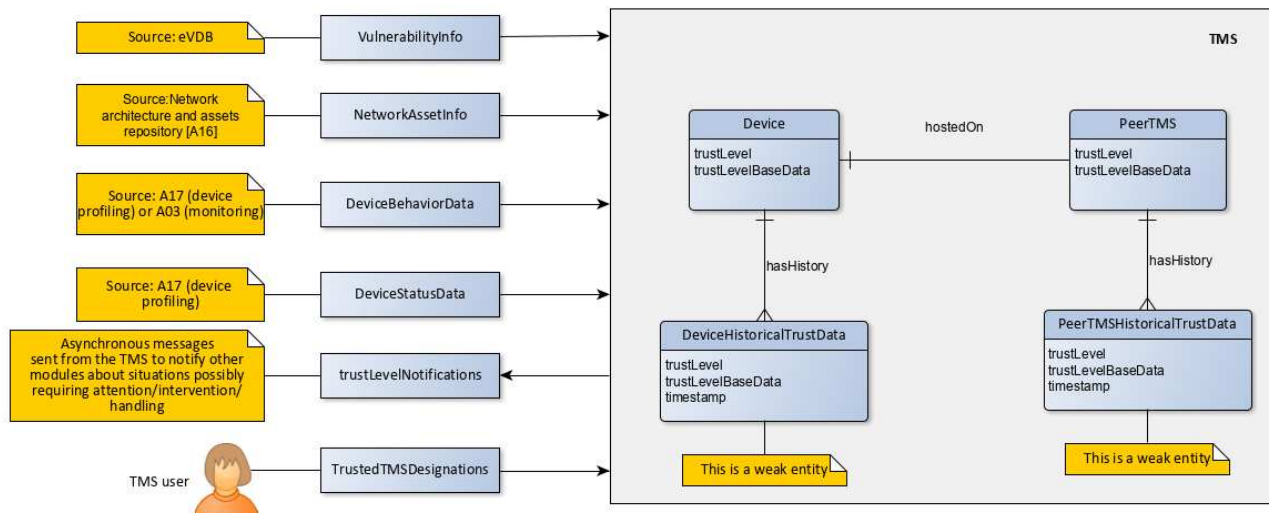 Source: eVDB
VulnerabilityInfo
TMS
Source:Network
architecture and assets
repository [A16]
NetworkAssetInfo
Device
trustLevel
trustLevelBaseData
hostedOn
PeerTMS
trustLevel
trustLevelBaseData
Source: A17 (device
profiling) or A03 (monitoring)
DeviceBehaviorData
hasHistory
hasHistory
Source: A17 (device
profiling)
DeviceStatusData
DeviceHistoricalTrustData
trustLevel
trustLevelBaseData
timestamp
PeerTMSHistoricalTrustData
trustLevel
trustLevelBaseData
timestamp
Asynchronous messages
sent from the TMS to notify other
modules about situations possibly
requiring attention/intervention/
handling
trustLevelNotifications
TMS user
TrustedTMSDesignations
This is a weak entity
This is a weak entity